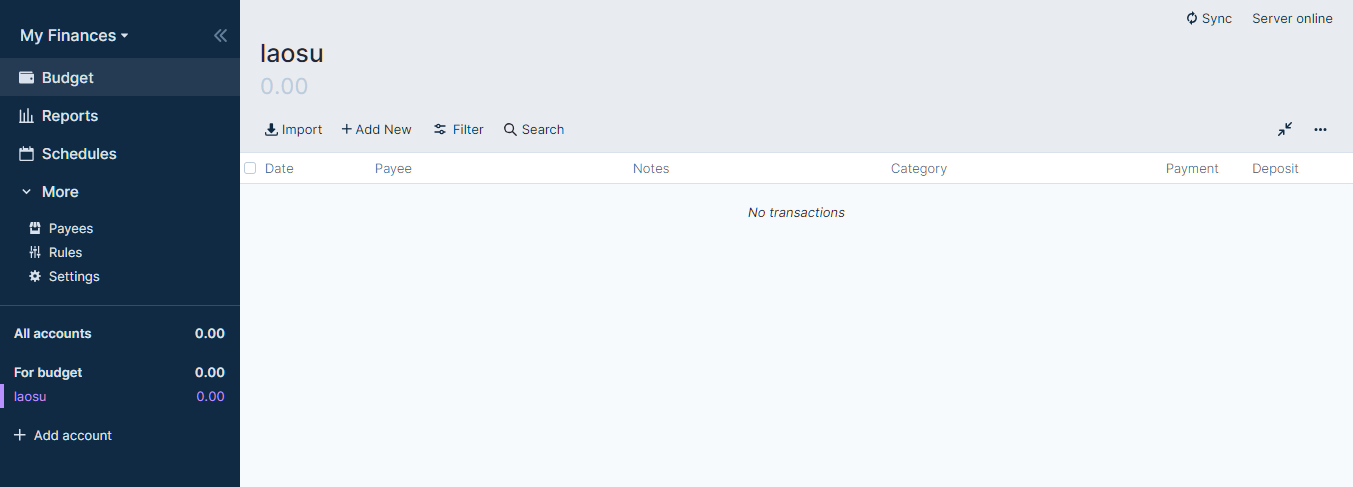 My Finances
Budget
Reports
Schedules
More
Payees
Rules
Settings
All accounts 0.00
For budget 0.00
laosu 0.00
Add account
Sync Server online
laosu
0.00
Import + Add New Filter Search
Date Payee Notes Category Payment Deposit
No transactions